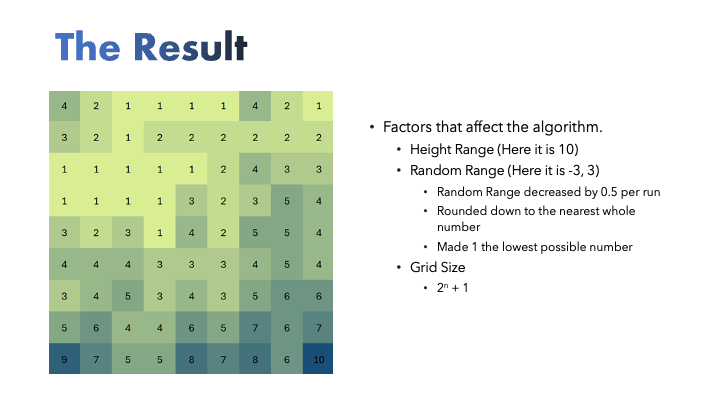 The Result
4 2 1 1 1 1 4 2 1
3 2 1 2 2 2 2 2 2
1 1 1 1 1 2 4 3 3
1 1 1 1 3 2 3 5 4
3 2 3 1 4 2 5 5 4
4 4 4 3 3 3 4 5 4
3 4 5 3 4 3 5 6 6
5 6 4 4 6 5 7 6 7
9 7 5 5 8 7 8 6 10
• Factors that affect the algorithm.
• Height Range (Here it is 10)
• Random Range (Here it is -3, 3)
• Random Range decreased by 0.5 per run
• Rounded down to the nearest whole
number
• Made 1 the lowest possible number
• Grid Size
• 2ⁿ + 1